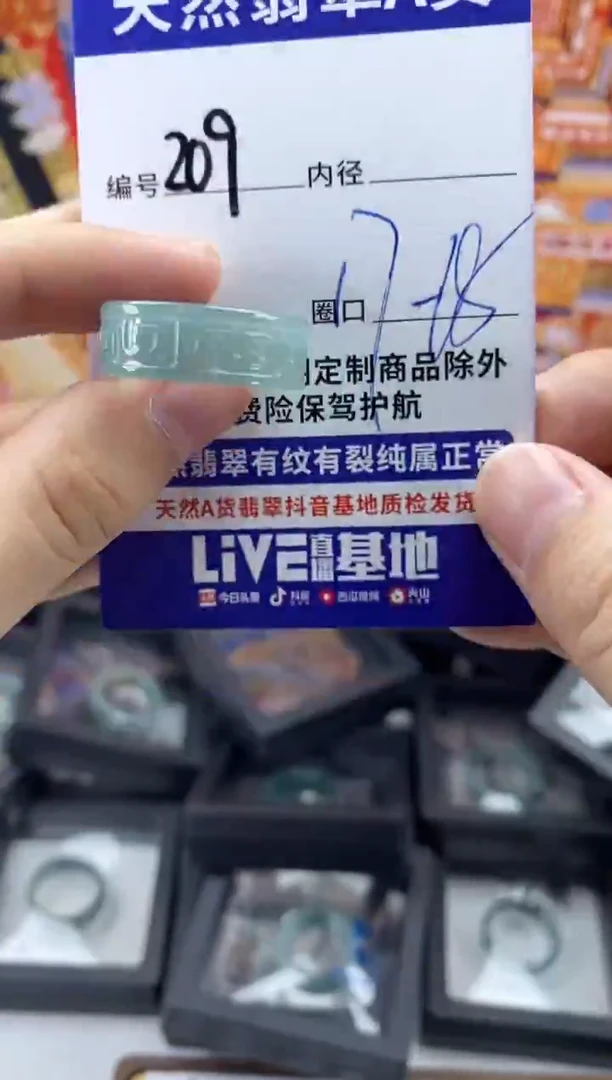 天然翡翠A货
编号 209 内径
圈口 17-18
定制商品除外
费险保驾护航
翡翠有纹有裂纯属正常
天然A货翡翠抖音基地质检发货
LiVE直播基地
今日头条 抖音 西瓜视频 火山